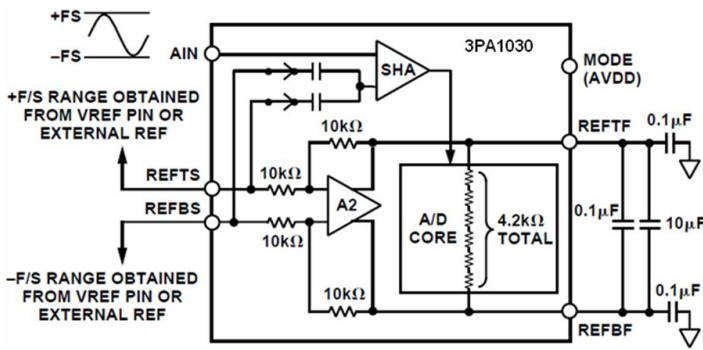 +FS
−FS
AIN
3PA1030
SHA
MODE
(AVDD)
+F/S RANGE OBTAINED
FROM VREF PIN OR
EXTERNAL REF
0.1µF
REFTF
10kΩ
REFTS
10kΩ
A2
REFBS
10kΩ
A/D
CORE
4.2kΩ
TOTAL
0.1µF
10µF
−F/S RANGE OBTAINED
FROM VREF PIN OR
EXTERNAL REF
10kΩ
0.1µF
REFBF